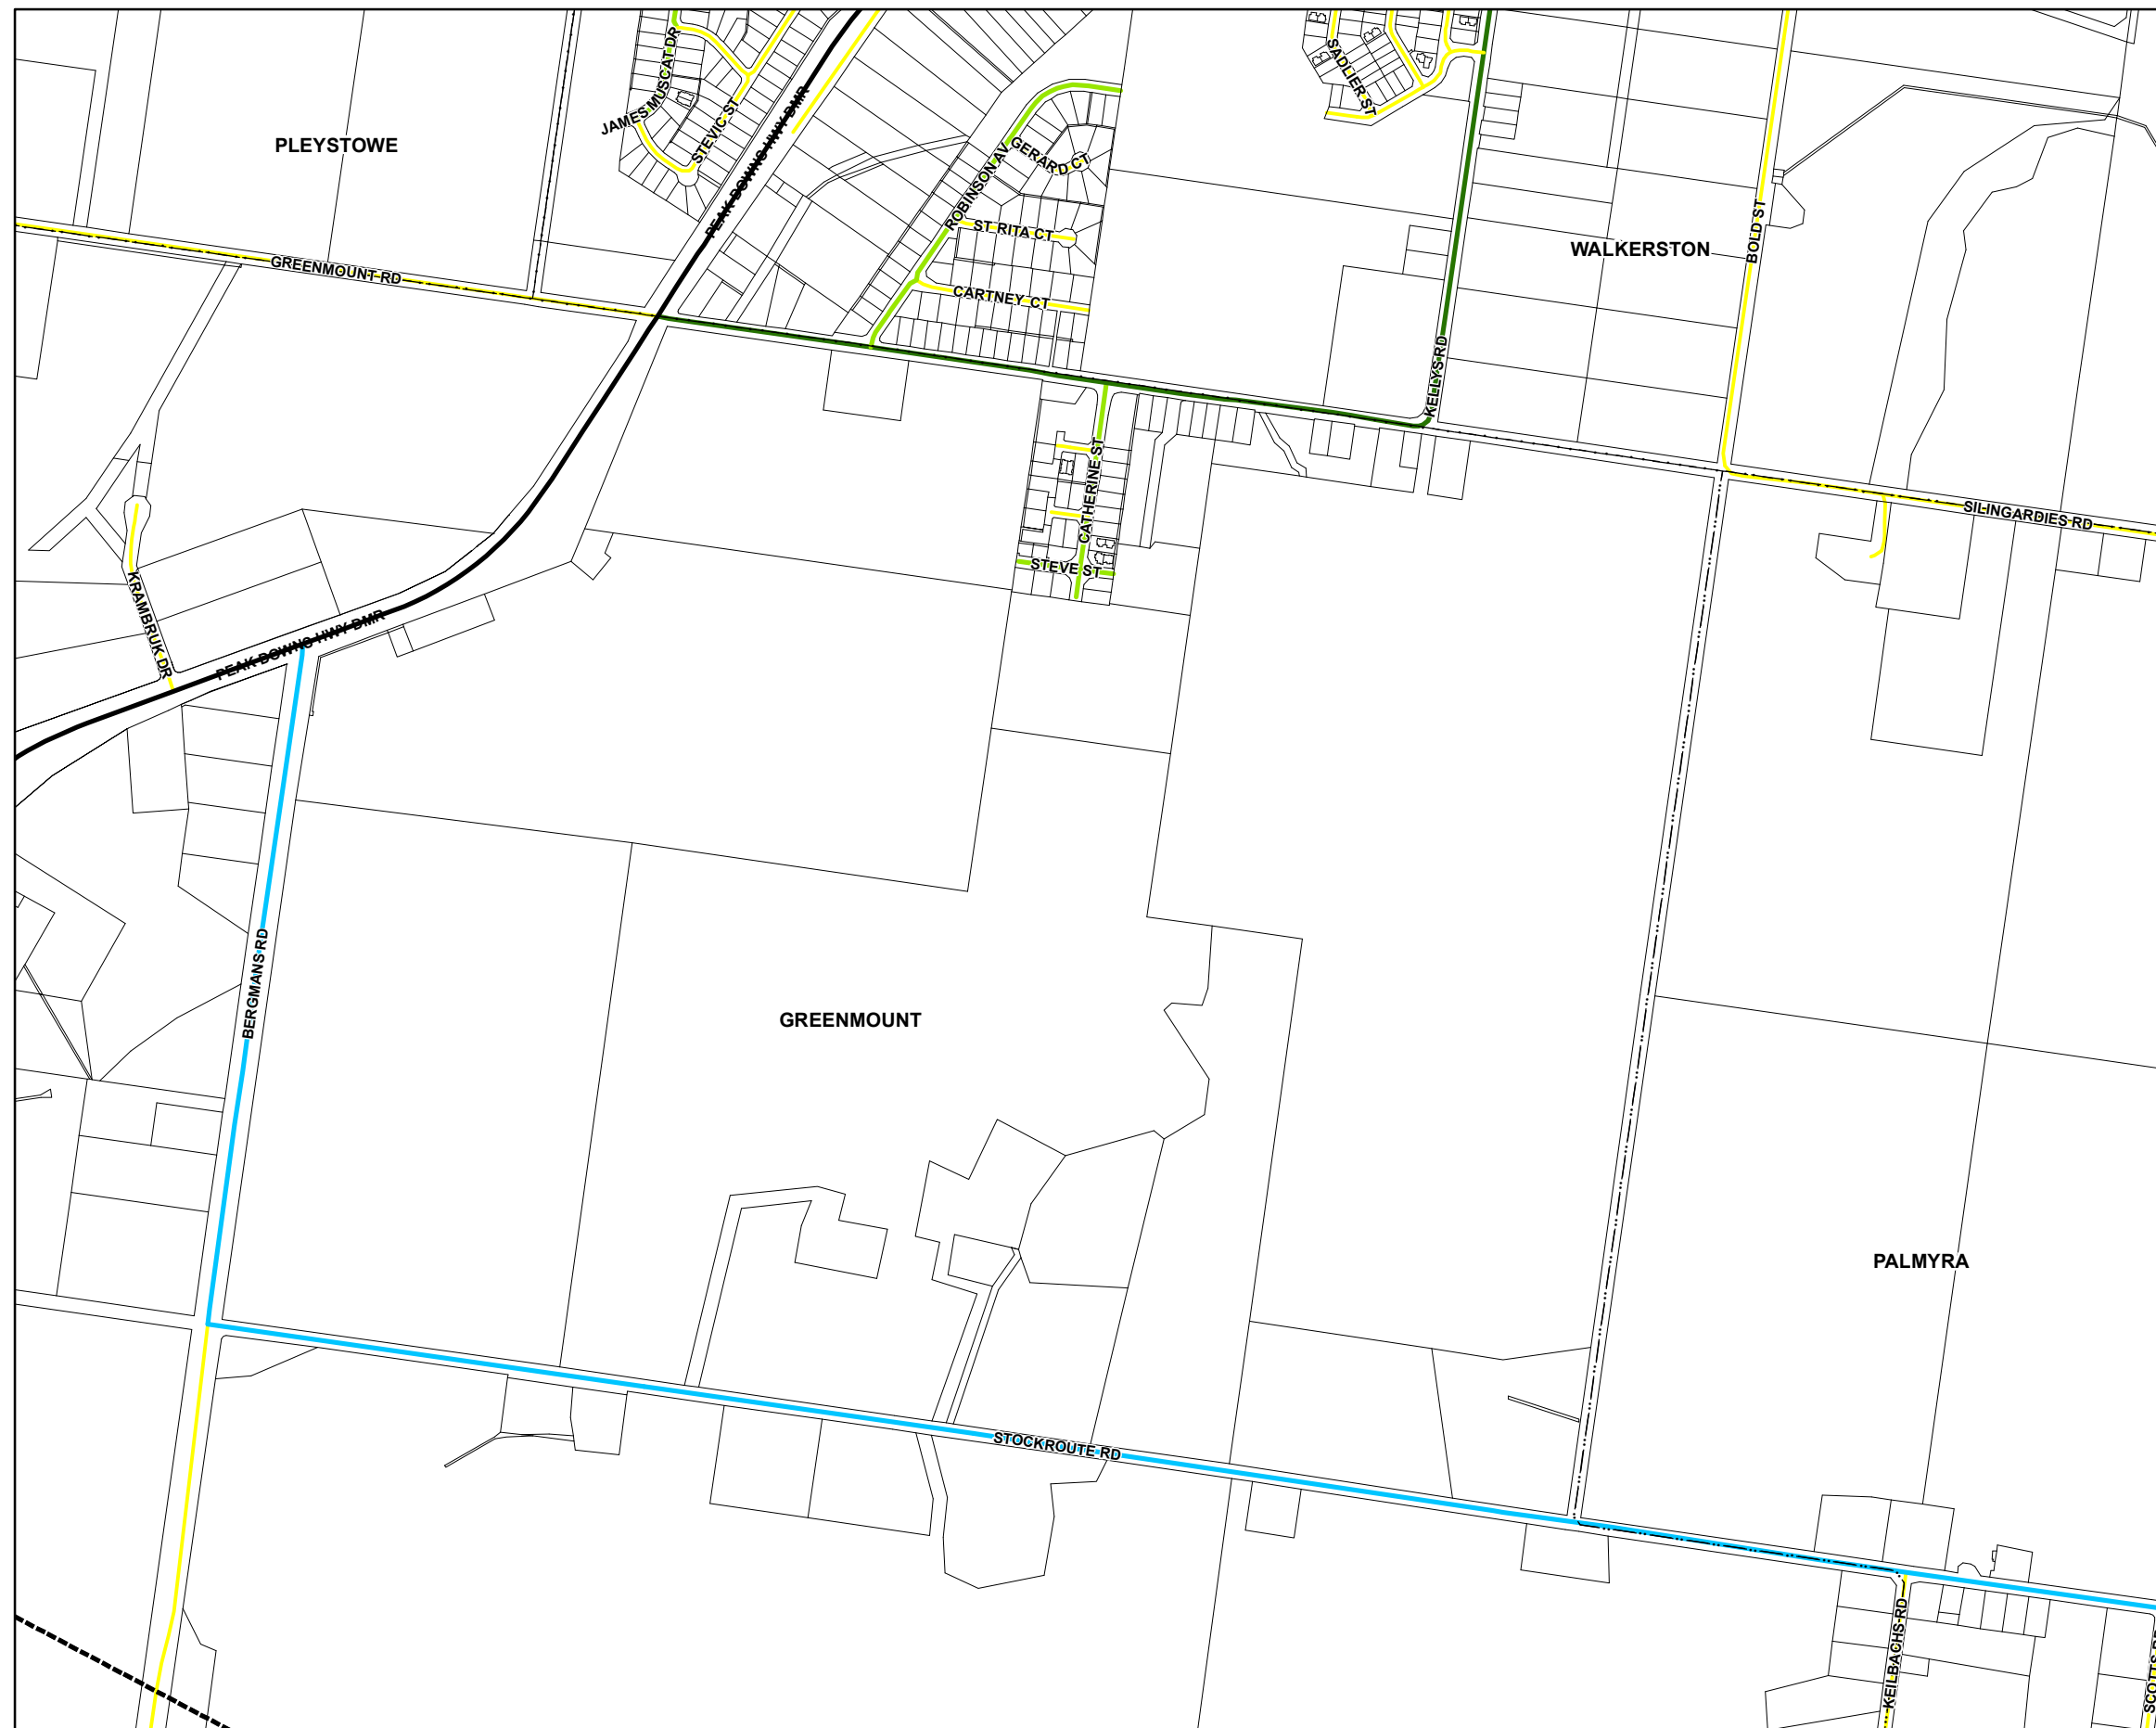 JAMES MUSCAT DR
STEVIC ST
PEAK DOWNS HWY DMR
SADLIER ST
PLEYSTOWE
GERARD CT
ROBINSON AV
ST RITA CT
WALKERSTON
BOLD ST
GREENMOUNT RD
CARTNEY CT
KELLYS RD
CATHERINE ST
SILINGARDIES RD
STEVE ST
KRAMBRUK DR
PEAK DOWNS HWY DMR
BERGMANS RD
GREENMOUNT
PALMYRA
STOCKROUTE RD
KEILBACHS RD